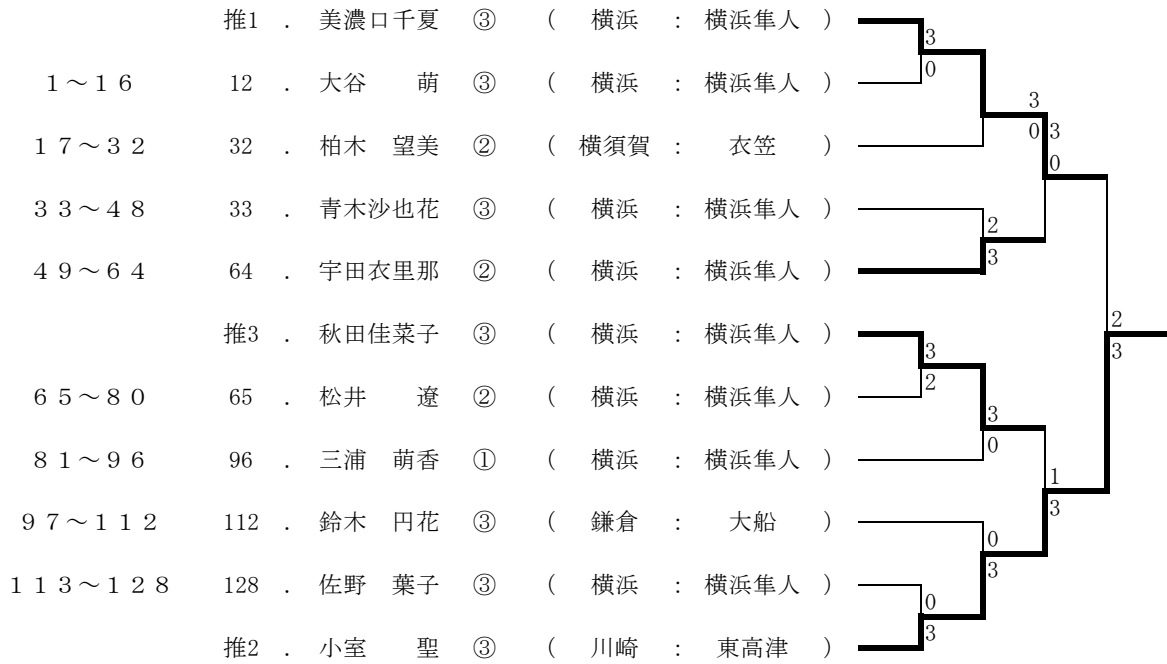 推1 . 美濃口千夏 ③ ( 横浜 : 横浜隼人 )
3
0
1～16 12 . 大谷 萌 ③ ( 横浜 : 横浜隼人 )
3
0 3
17～32 32 . 柏木 望美 ② ( 横須賀 : 衣笠 )
0
33～48 33 . 青木沙也花 ③ ( 横浜 : 横浜隼人 )
2
3
49～64 64 . 宇田衣里那 ② ( 横浜 : 横浜隼人 )
2
推3 . 秋田佳菜子 ③ ( 横浜 : 横浜隼人 )
3 3
2
65～80 65 . 松井 遼 ② ( 横浜 : 横浜隼人 )
3
0
81～96 96 . 三浦 萌香 ① ( 横浜 : 横浜隼人 )
1
3
97～112 112 . 鈴木 円花 ③ ( 鎌倉 : 大船 )
0
3
113～128 128 . 佐野 葉子 ③ ( 横浜 : 横浜隼人 )
0
3
推2 . 小室 聖 ③ ( 川崎 : 東高津 )